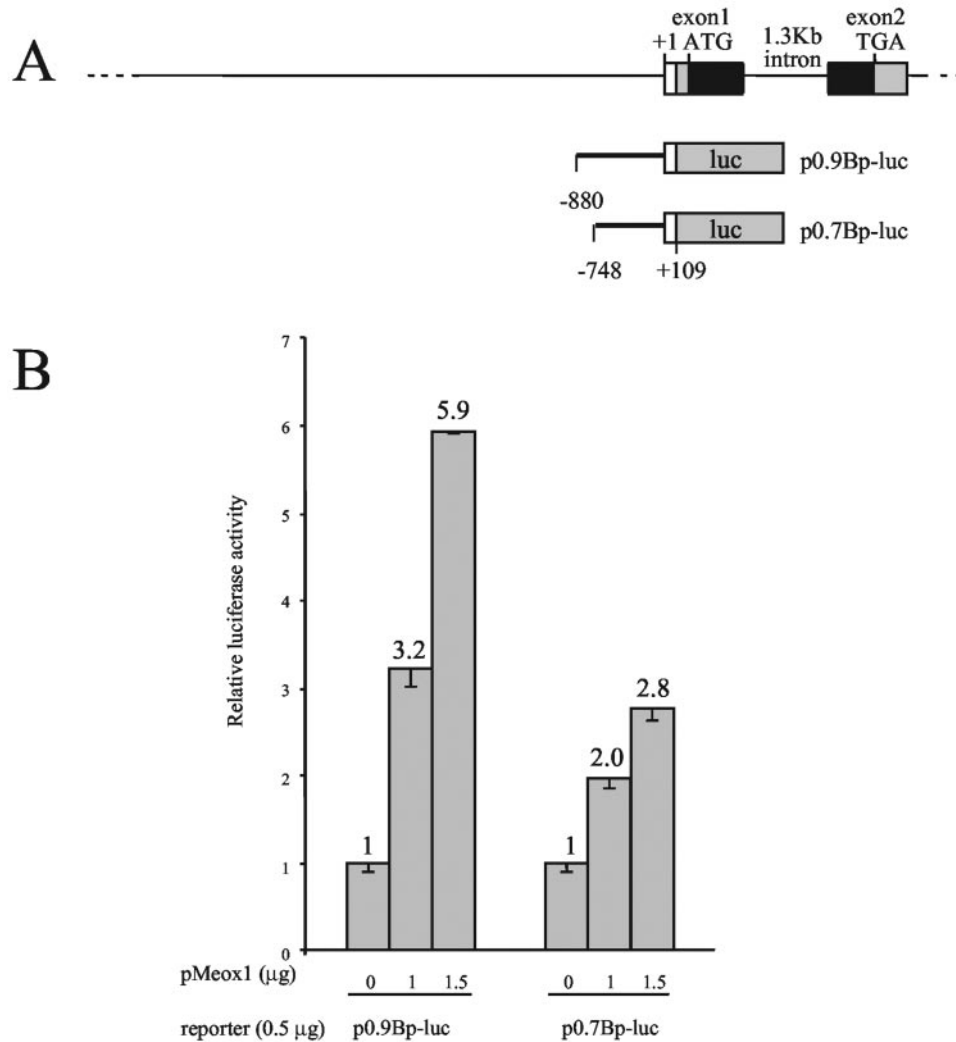 A
exon1
exon2
+1 ATG
1.3Kb
intron
TGA
luc
p0.9Bp-luc
-880
luc
p0.7Bp-luc
-748
+109
B
Relative luciferase activity
7
6
5
4
3
2
1
0
1
3.2
5.9
1
2.0
2.8
pMeox1 (µg)
0 1 1.5 0 1 1.5
reporter (0.5 µg) p0.9Bp-luc p0.7Bp-luc